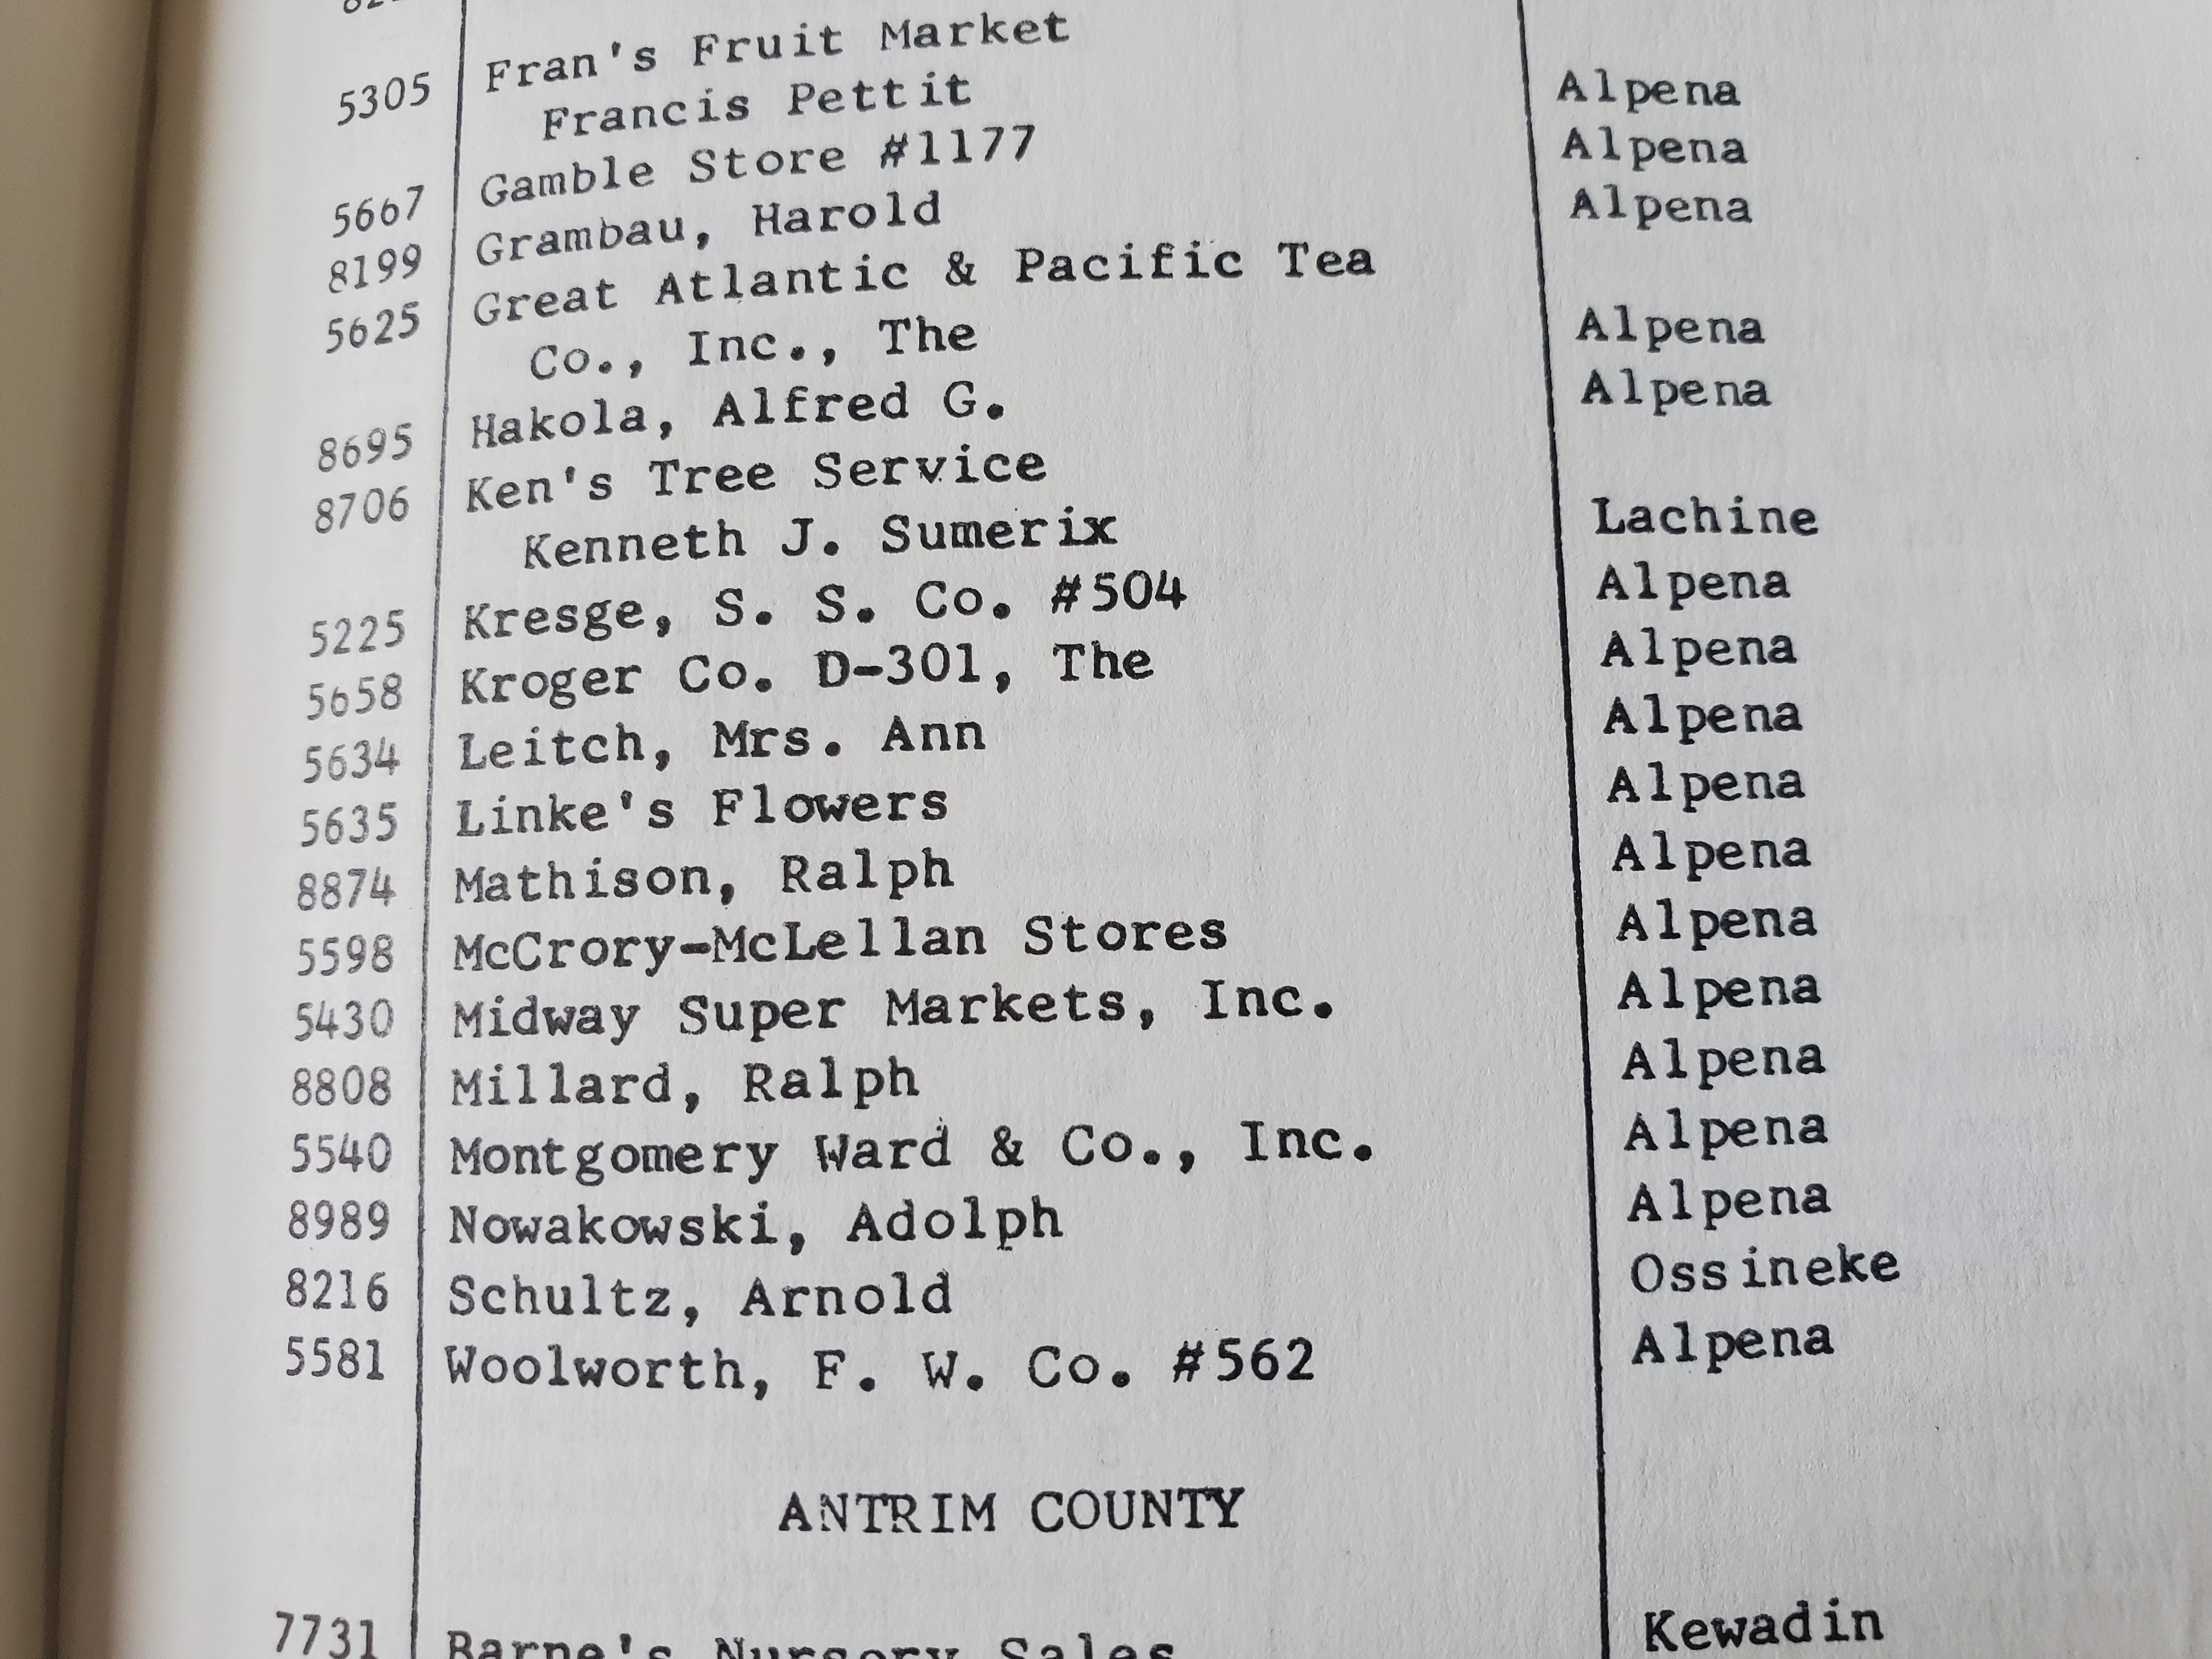 5305 Fran's Fruit Market
Francis Pettit Alpena
5667 Gamble Store #1177 Alpena
8199 Grambau, Harold Alpena
5625 Great Atlantic & Pacific Tea
Co., Inc., The Alpena
8695 Hakola, Alfred G. Alpena
8706 Ken's Tree Service
Kenneth J. Sumerix Lachine
5225 Kresge, S. S. Co. #504 Alpena
5658 Kroger Co. D-301, The Alpena
5634 Leitch, Mrs. Ann Alpena
5635 Linke's Flowers Alpena
8874 Mathison, Ralph Alpena
5598 McCrory-McLellan Stores Alpena
5430 Midway Super Markets, Inc. Alpena
8808 Millard, Ralph Alpena
5540 Montgomery Ward & Co., Inc. Alpena
8989 Nowakowski, Adolph Alpena
8216 Schultz, Arnold Ossineke
5581 Woolworth, F. W. Co. #562 Alpena
ANTRIM COUNTY
7731 Barne's Nursery Sales Kewadin